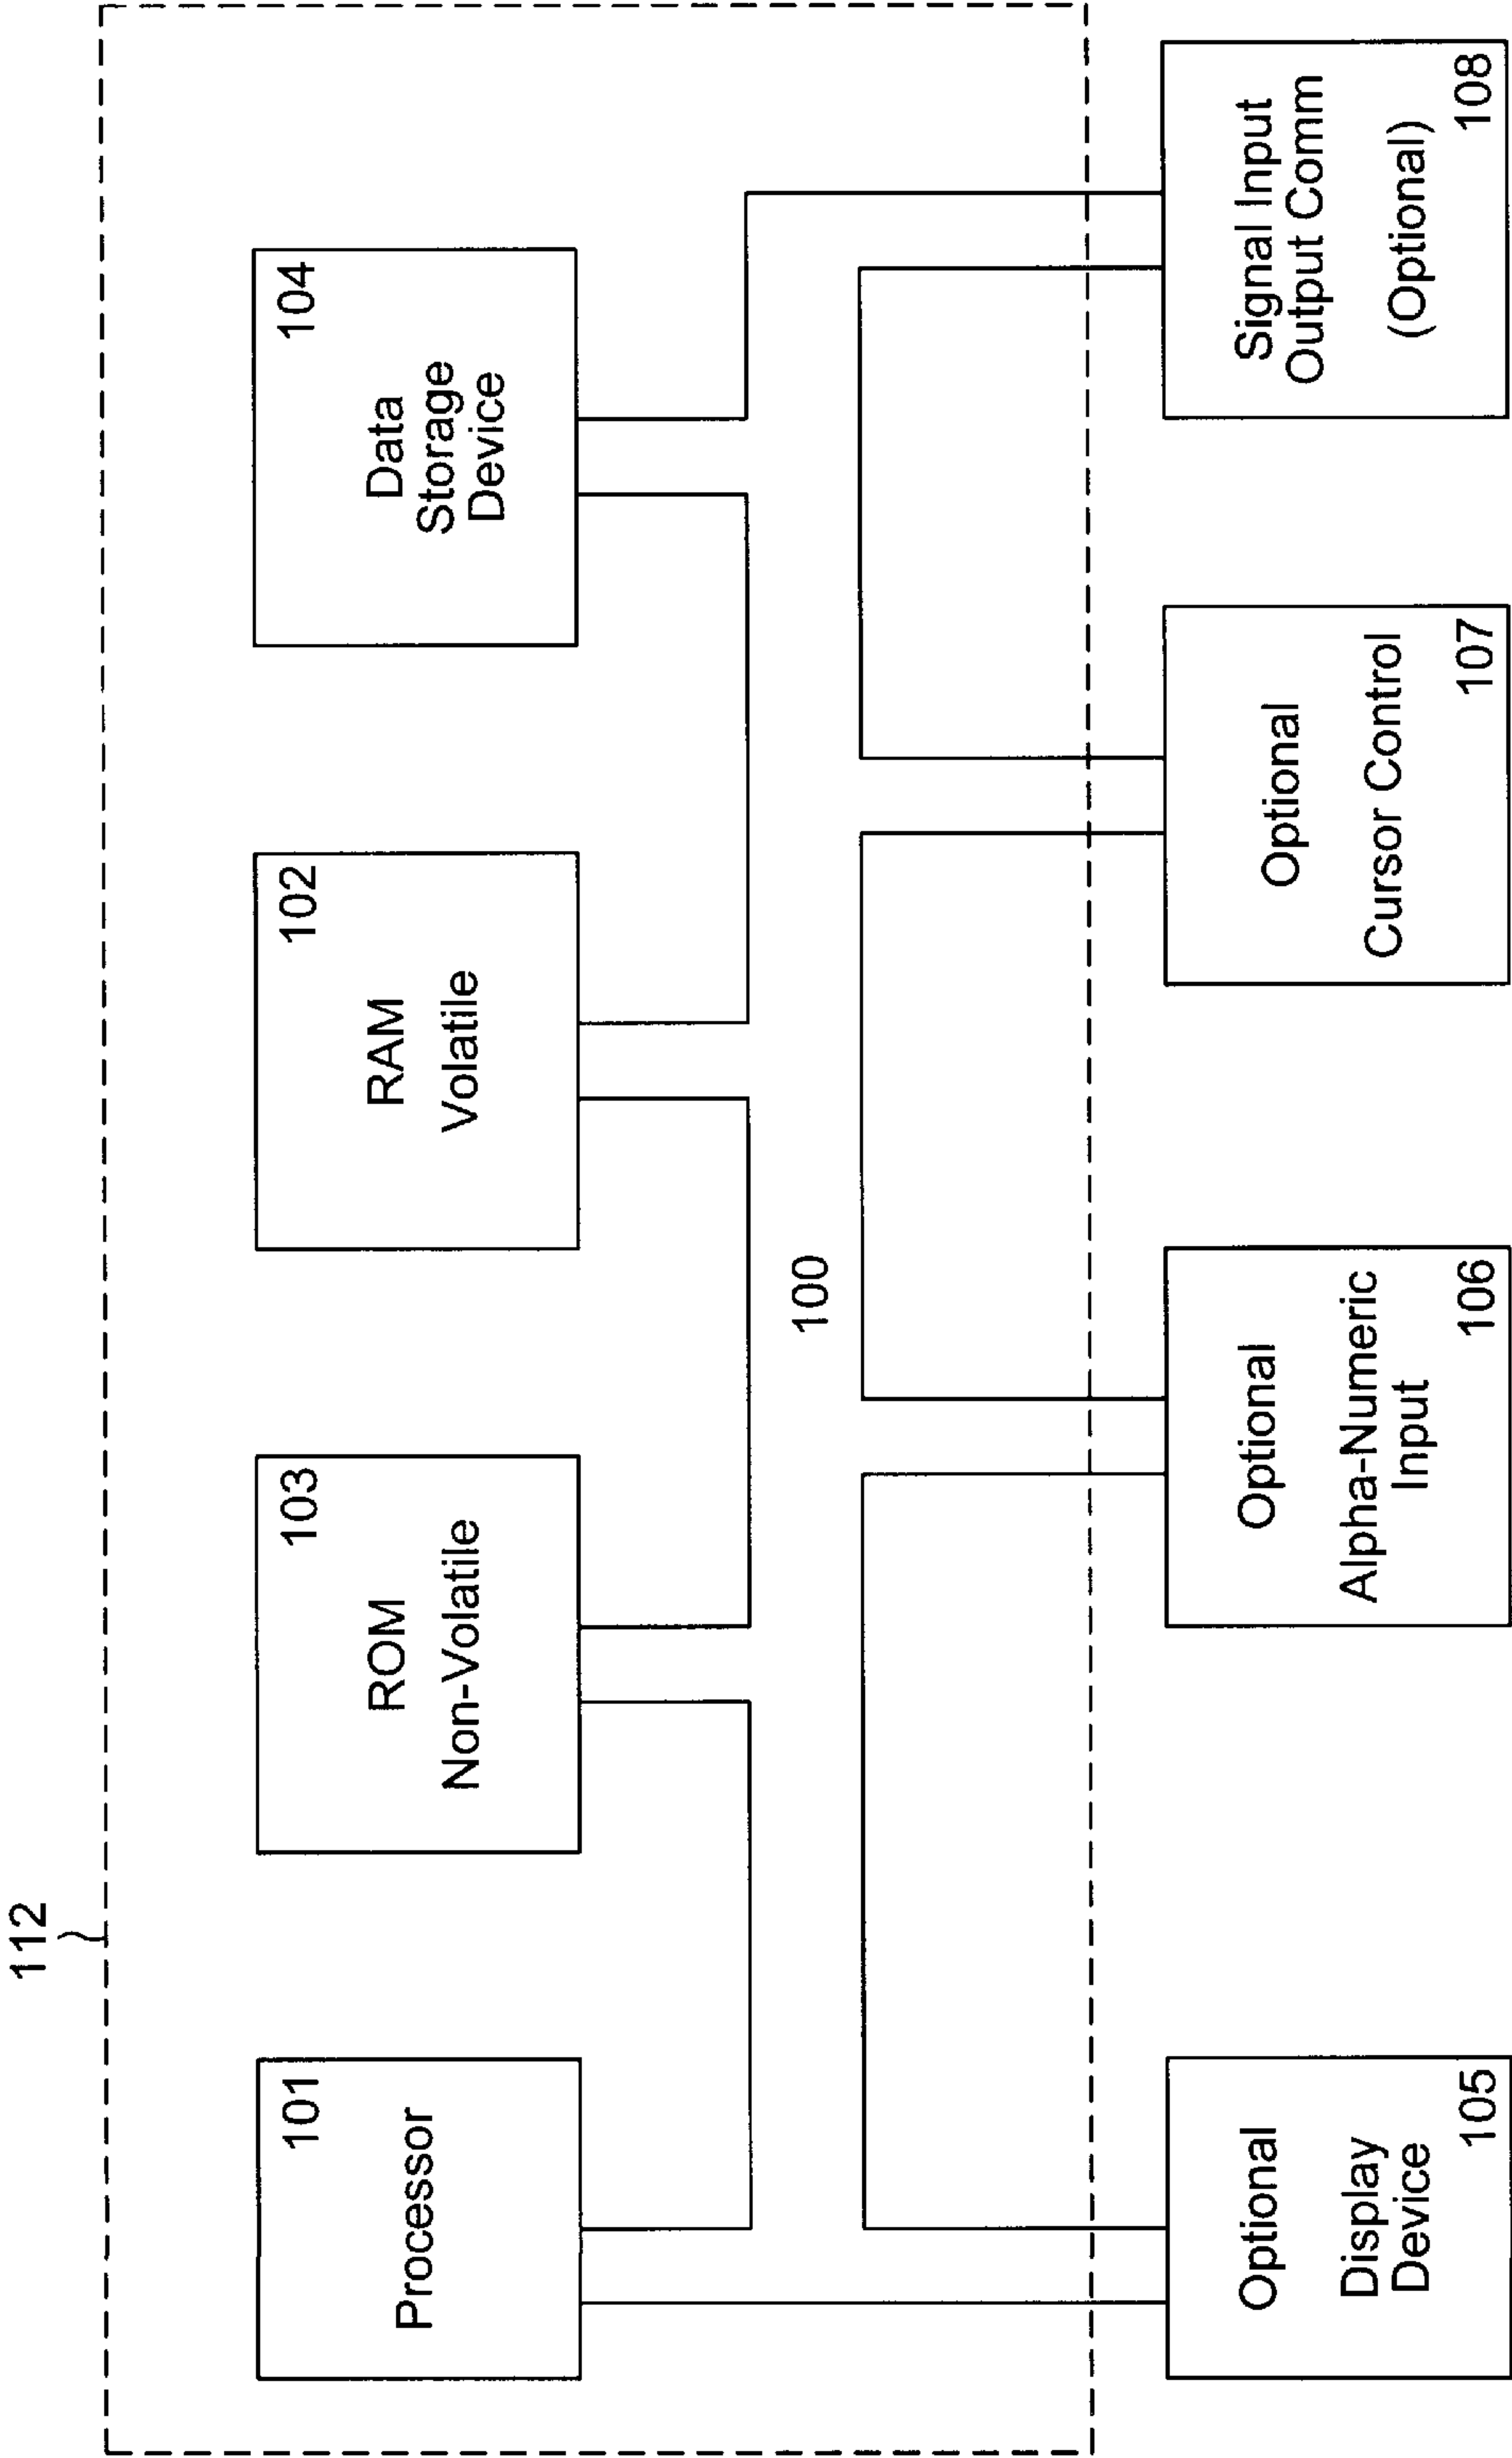 112
101
Processor
103
ROM
Non-Volatile
102
RAM
Volatile
104
Data
Storage
Device
100
Optional
Display
Device
105
Optional
Alpha-Numeric
Input
106
Optional
Cursor Control
107
Signal Input
Output Comm
(Optional)
108